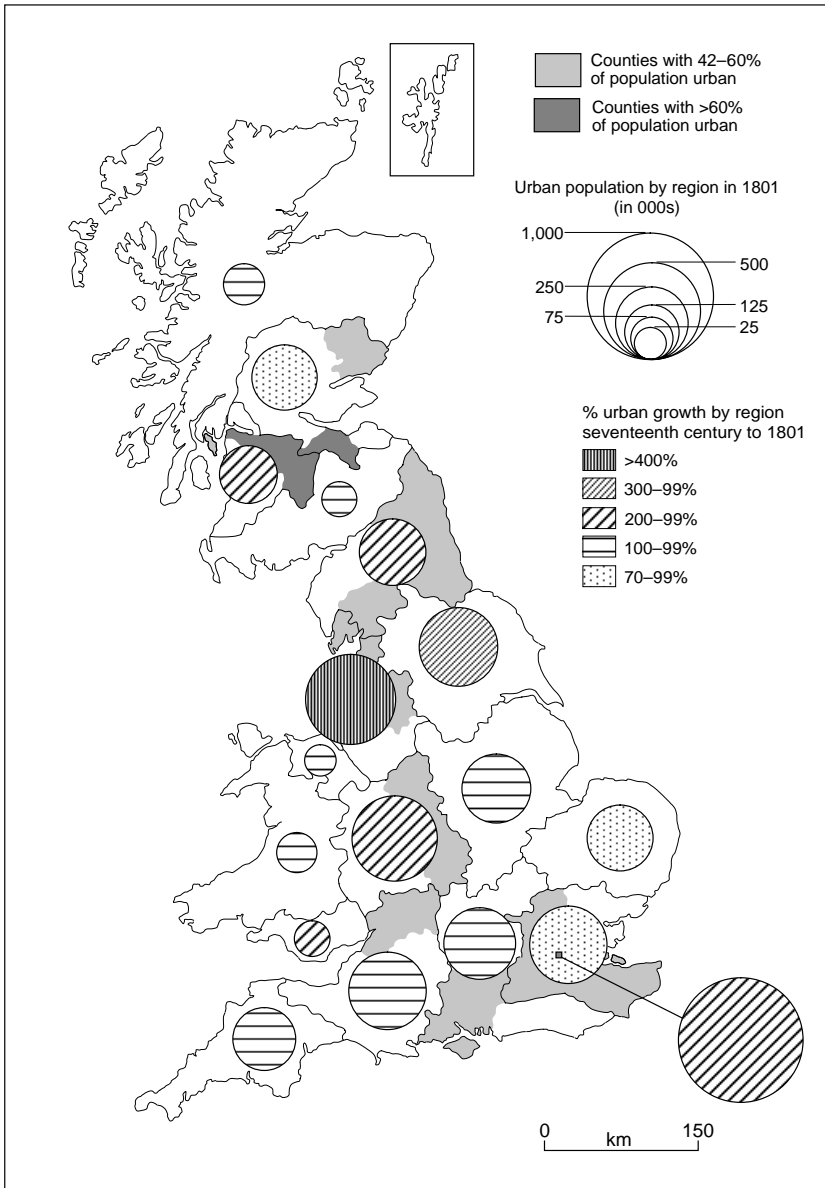 Counties with 42–60%
of population urban
Counties with >60%
of population urban
Urban population by region in 1801
(in 000s)
1,000
500
250
125
75
25
% urban growth by region
seventeenth century to 1801
>400%
300–99%
200–99%
100–99%
70–99%
0
km
150